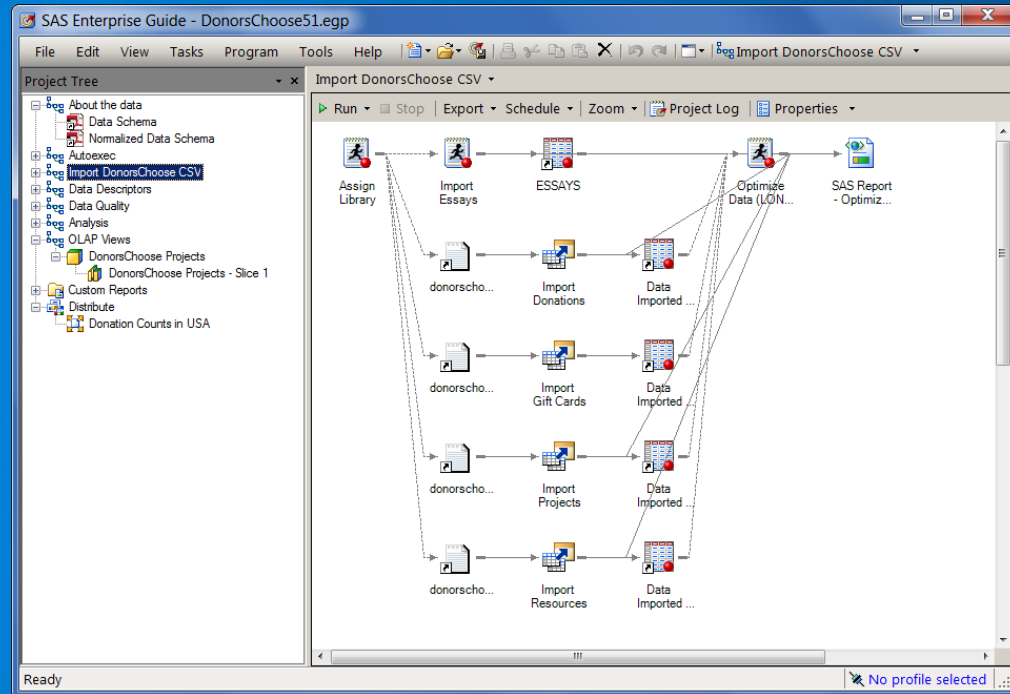 SAS Enterprise Guide - DonorsChoose51.egp
File Edit View Tasks Program Tools Help Import DonorsChoose CSV
Project Tree
About the data
Data Schema
Normalized Data Schema
Autoexec
Import DonorsChoose CSV
Data Descriptors
Data Quality
Analysis
OLAP Views
DonorsChoose Projects
DonorsChoose Projects - Slice 1
Custom Reports
Distribute
Donation Counts in USA
Import DonorsChoose CSV
Run Stop Export Schedule Zoom Project Log Properties
Assign
Library
Import
Essays
ESSAYS
Optimize
Data (LON...
SAS Report
- Optimiz...
donorscho...
Import
Donations
Data
Imported ...
donorscho...
Import
Gift Cards
Data
Imported ...
donorscho...
Import
Projects
Data
Imported ...
donorscho...
Import
Resources
Data
Imported ...
Ready
No profile selected